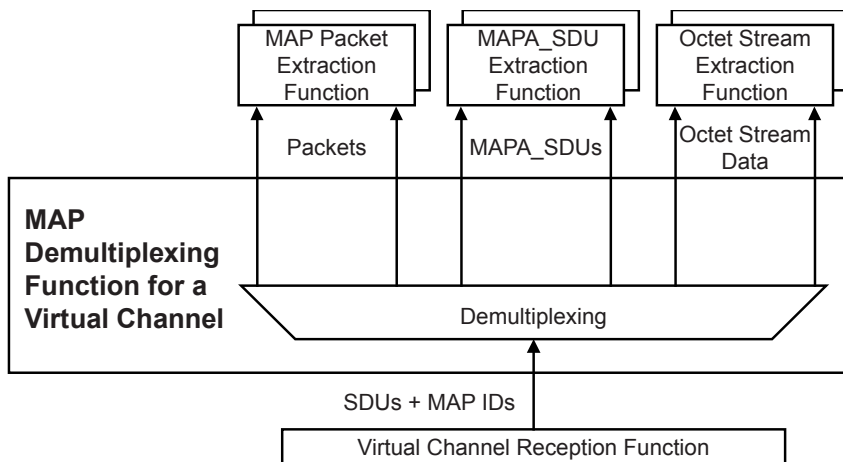 MAP Packet
Extraction
Function
MAPA_SDU
Extraction
Function
Octet Stream
Extraction
Function
Packets
MAPA_SDUs
Octet Stream
Data
MAP
Demultiplexing
Function for a
Virtual Channel
Demultiplexing
SDUs + MAP IDs
Virtual Channel Reception Function